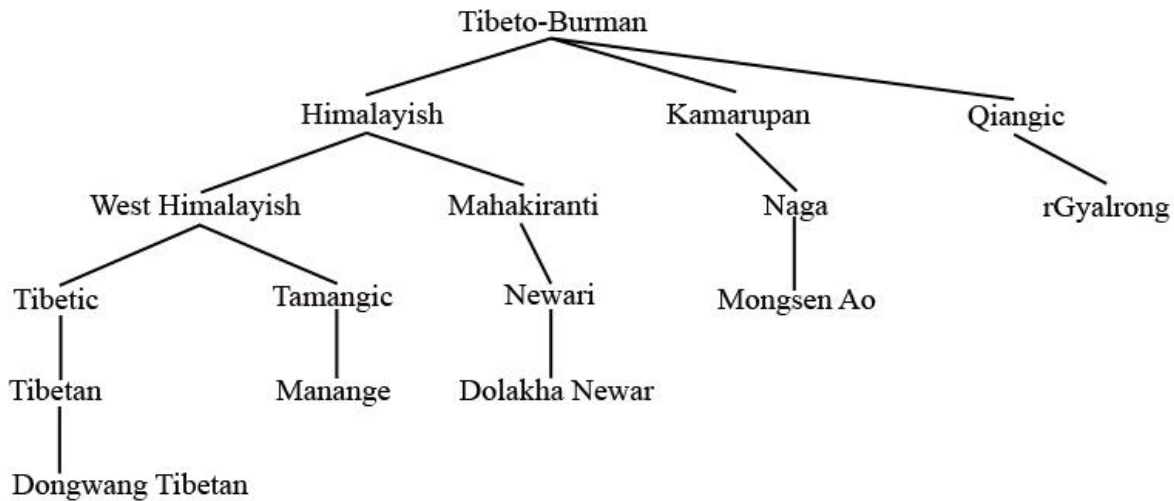 Tibeto-Burman
Himalayish
Kamarupan
Qiangic
West Himalayish
Mahakiranti
Naga
rGyalrong
Tibetic
Tamangic
Newari
Mongsen Ao
Tibetan
Manange
Dolakha Newar
Dongwang Tibetan